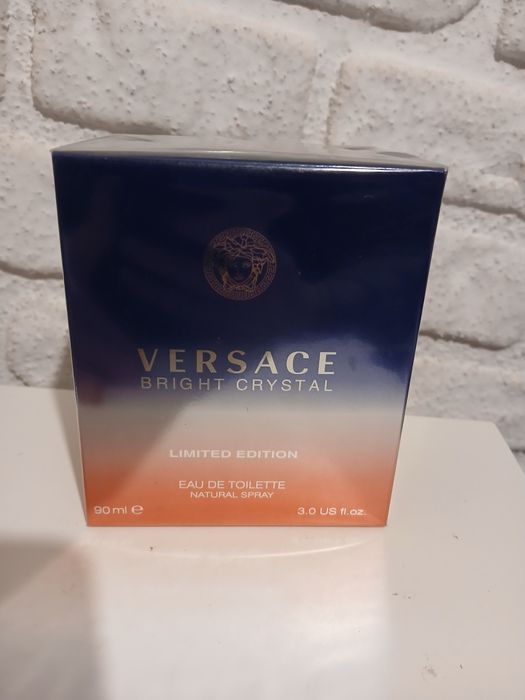 VERSACE
BRIGHT CRYSTAL
LIMITED EDITION
EAU DE TOILETTE
NATURAL SPRAY
90 ml e 3.0 US fl.oz.